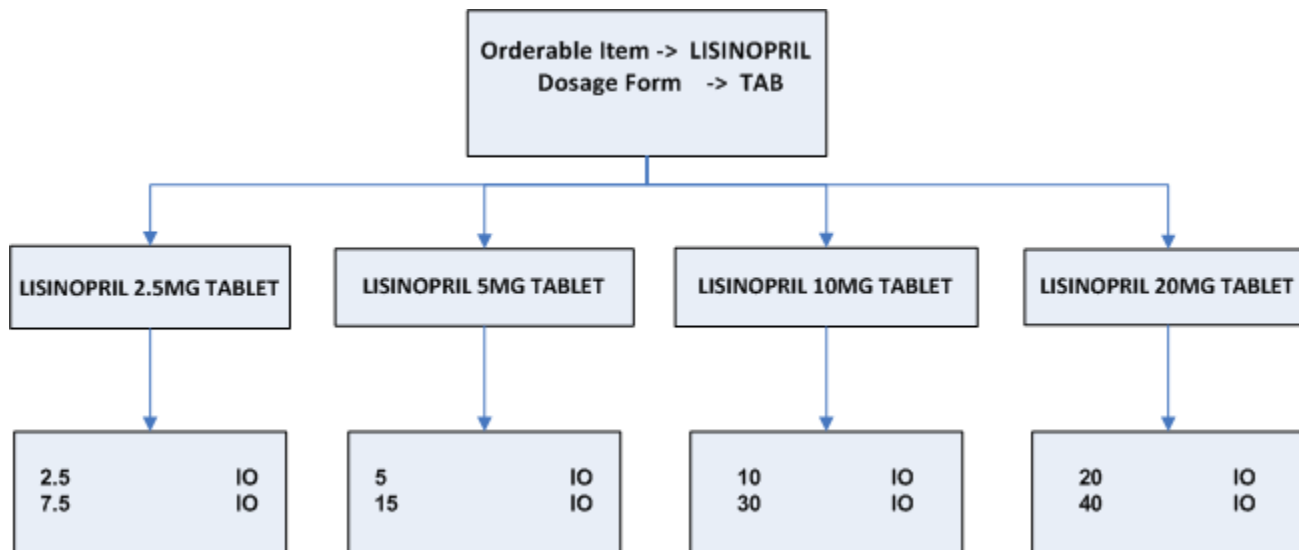 Orderable Item -> LISINOPRIL
Dosage Form -> TAB
LISINOPRIL 2.5MG TABLET
LISINOPRIL 5MG TABLET
LISINOPRIL 10MG TABLET
LISINOPRIL 20MG TABLET
2.5 IO
7.5 IO
5 IO
15 IO
10 IO
30 IO
20 IO
40 IO